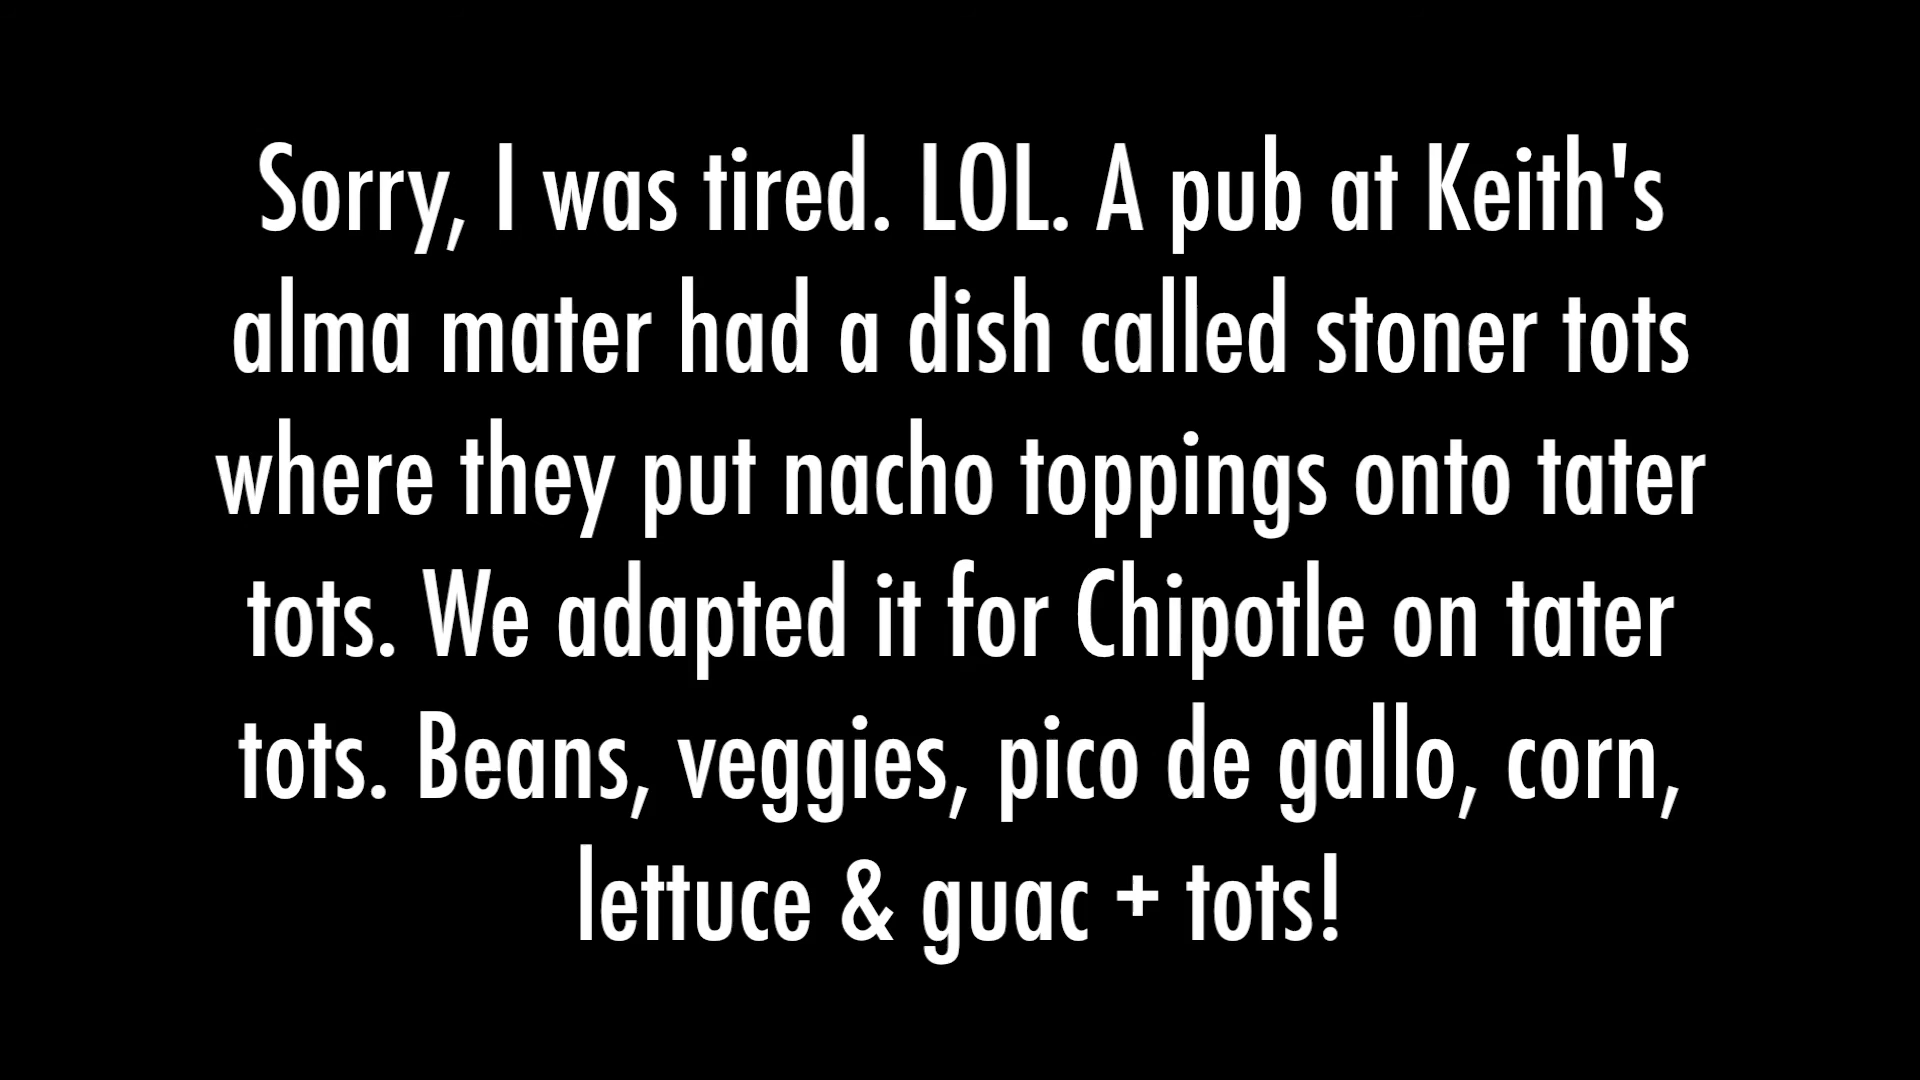 Sorry, I was tired. LOL. A pub at Keith's
alma mater had a dish called stoner tots
where they put nacho toppings onto tater
tots. We adapted it for Chipotle on tater
tots. Beans, veggies, pico de gallo, corn,
lettuce & guac + tots!